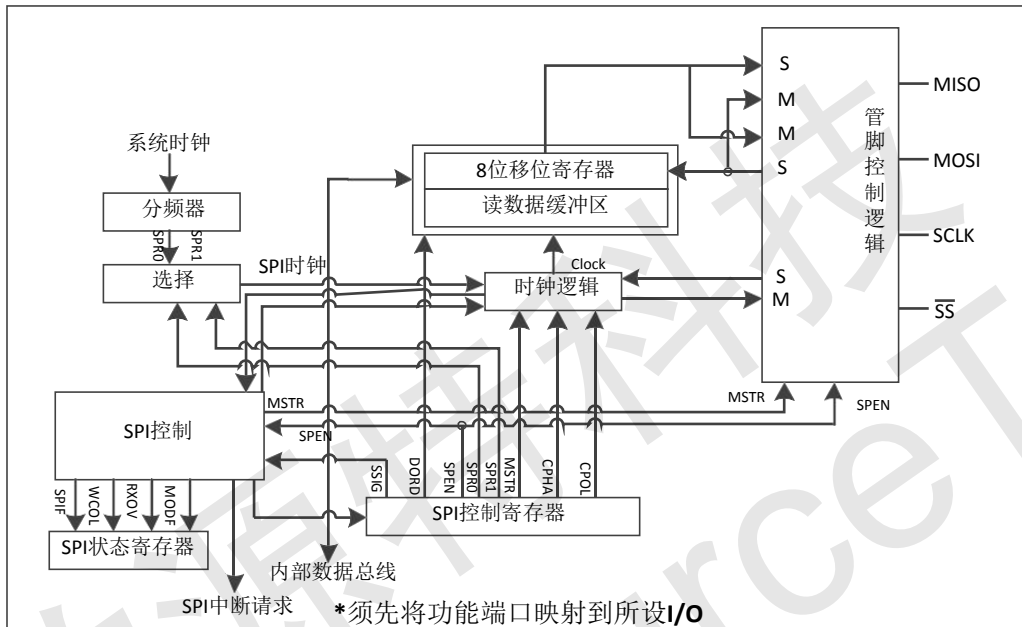 S
MISO
M
管脚控制逻辑
系统时钟
M
8位移位寄存器
S
MOSI
分频器
读数据缓冲区
SPR0
SPR1
SCLK
选择
SPI时钟
Clock
S
时钟逻辑
M
SS
MSTR
MSTR
SPEN
SPI控制
SPEN
SSIG
DORD
SPEN
SPR0
SPR1
MSTR
CPHA
CPOL
SPIF
WCOL
RXOV
MODF
SPI控制寄存器
SPI状态寄存器
内部数据总线
SPI中断请求
*须先将功能端口映射到所设I/O
源特科技
urce T